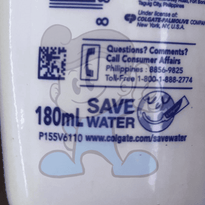 Taguig City, Philippines
Under license of:
COLGATE-PALMOLIVE COMPANY
New York, NY U.S.A.
Questions? Comments?
Call Consumer Affairs
Philippines : 8856-9825
Toll-Free 1-800-1-888-2774
180mL
SAVE
WATER
P155V6110
www.colgate.com/savewater